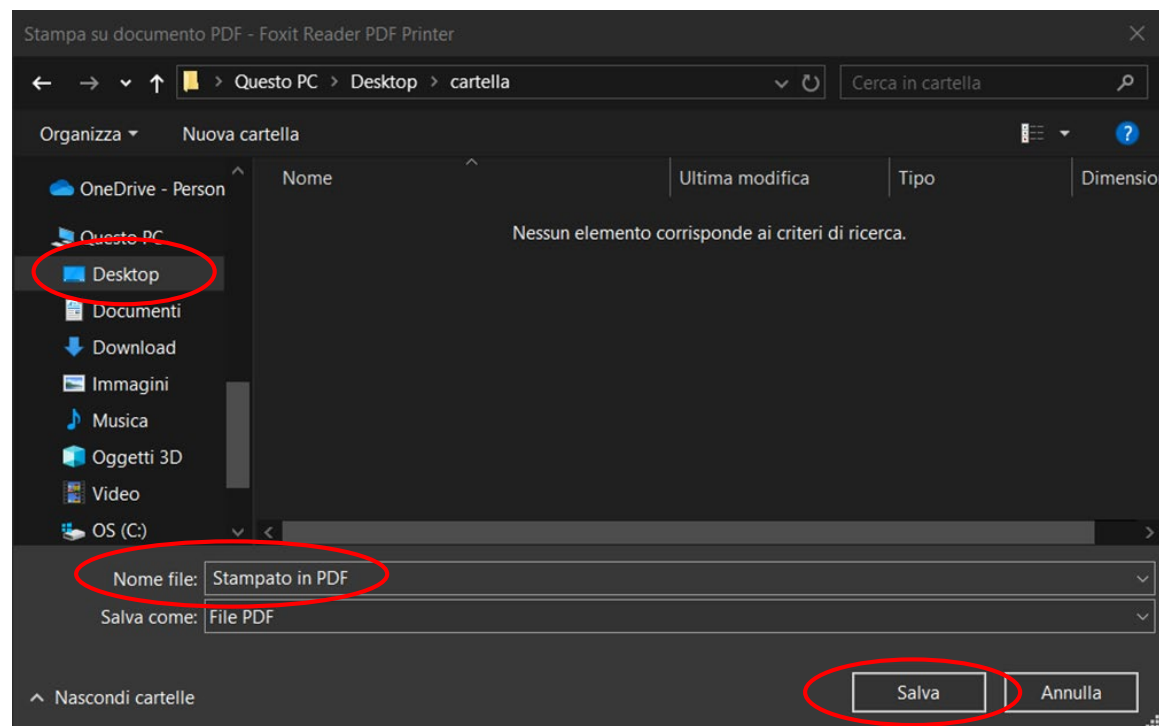 Stampa su documento PDF - Foxit Reader PDF Printer
Questo PC > Desktop > cartella
Cerca in cartella
Organizza
Nuova cartella
?
Nome
Ultima modifica
Tipo
Dimensio
OneDrive - Person
Nessun elemento corrisponde ai criteri di ricerca.
Questo PC
Desktop
Documenti
Download
Immagini
Musica
Oggetti 3D
Video
OS (C:)
Nome file: Stampato in PDF
Salva come: File PDF
Nascondi cartelle
Salva
Annulla